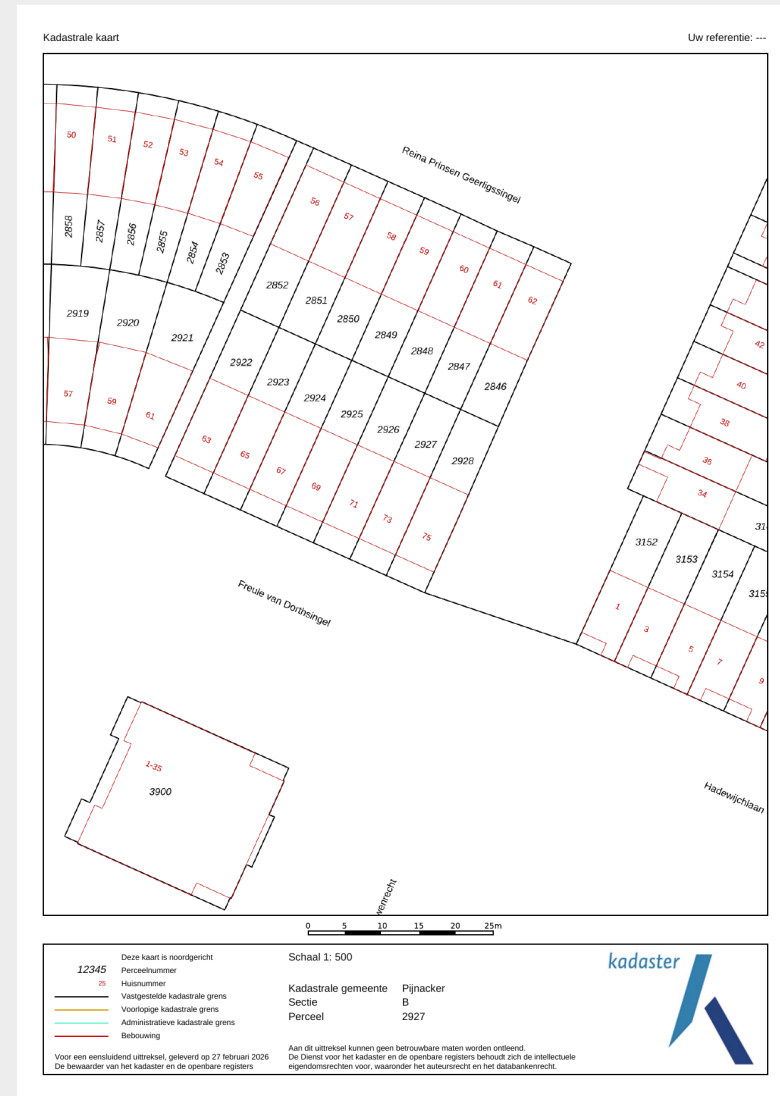 Kadastrale kaart
Uw referentie: ---
Reina Prinsen Geerligssingel
50
51
52
53
54
55
56
57
58
59
60
61
62
2858
2857
2856
2855
2854
2853
2852
2851
2850
2849
2848
2847
2846
2919
2920
2921
2922
2923
2924
2925
2926
2927
2928
57
59
61
63
65
67
69
71
73
75
42
40
38
36
34
3152
3153
3154
1
3
5
7
9
Freule van Dorthsingel
Hadewijchlaan
1-35
3900
0 5 10 15 20 25m
Deze kaart is noordgericht
12345 Perceelnummer
25 Huisnummer
Vastgestelde kadastrale grens
Voorlopige kadastrale grens
Administratieve kadastrale grens
Bebouwing
Voor een eensluidend uittreksel, geleverd op 27 februari 2026
De bewaarder van het kadaster en de openbare registers
Schaal 1: 500
Kadastrale gemeente Pijnacker
Sectie B
Perceel 2927
Aan dit uittreksel kunnen geen betrouwbare maten worden ontleend.
De Dienst voor het kadaster en de openbare registers behoudt zich de intellectuele
eigendomsrechten voor, waaronder het auteursrecht en het databankenrecht.
kadaster